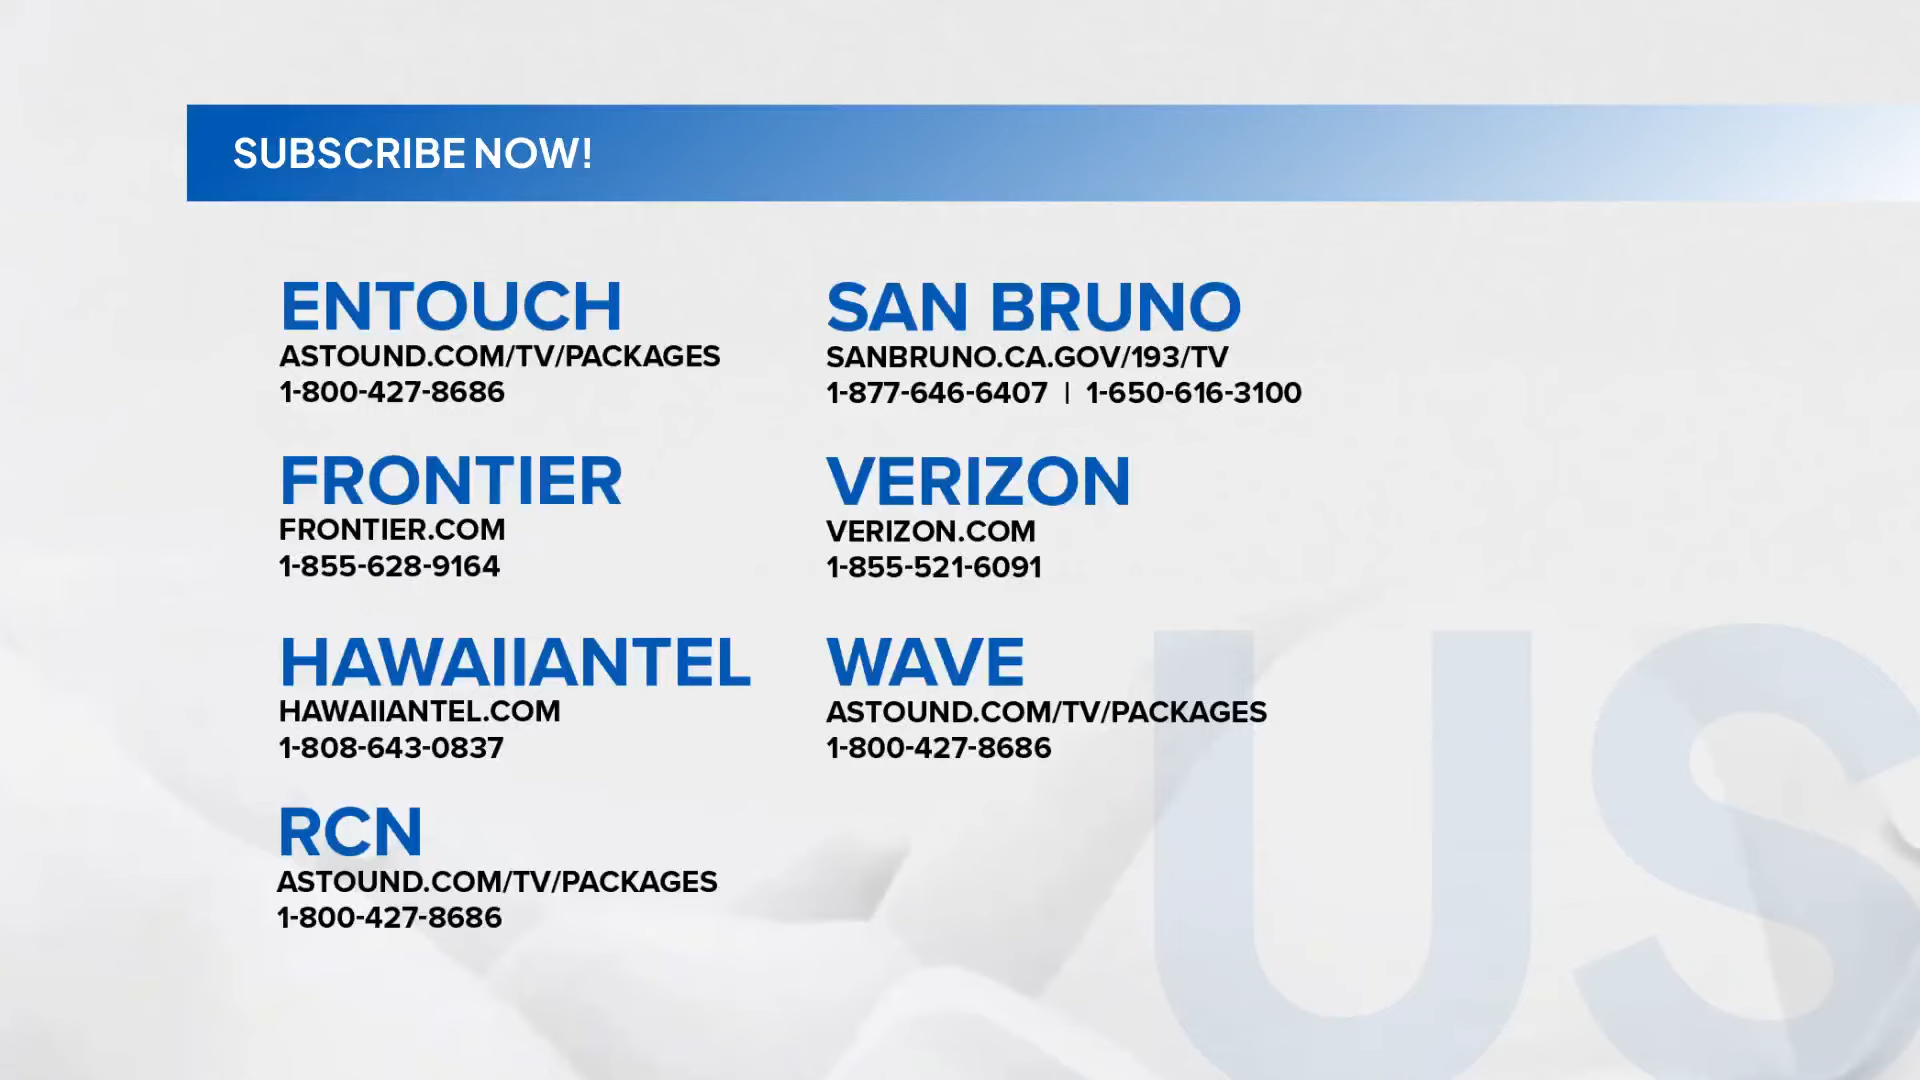 SUBSCRIBE NOW!
ENTOUCH
ASTOUND.COM/TV/PACKAGES
1-800-427-8686
FRONTIER
FRONTIER.COM
1-855-628-9164
HAWAIIANTEL
HAWAIIANTEL.COM
1-808-643-0837
RCN
ASTOUND.COM/TV/PACKAGES
1-800-427-8686
SAN BRUNO
SANBRUNO.CA.GOV/193/TV
1-877-646-6407 | 1-650-616-3100
VERIZON
VERIZON.COM
1-855-521-6091
WAVE
ASTOUND.COM/TV/PACKAGES
1-800-427-8686
US